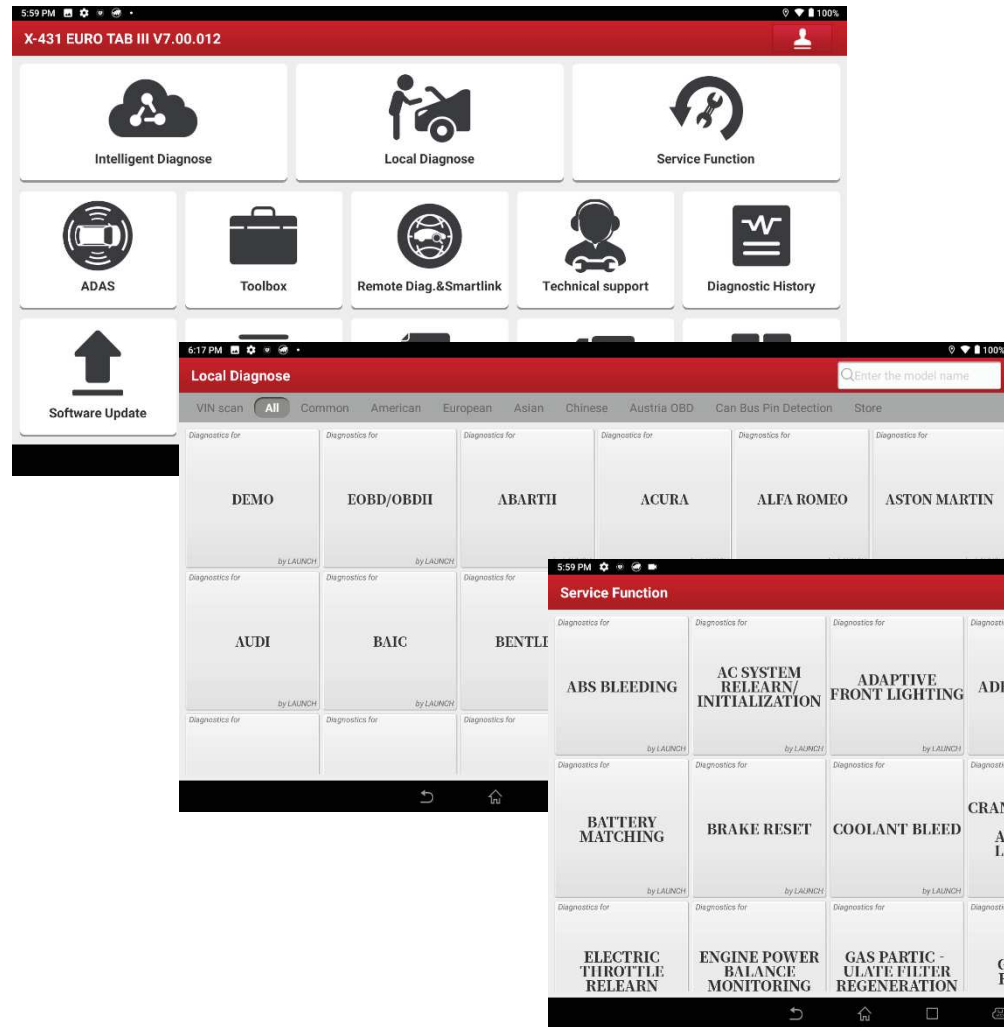 5:59 PM
100%
X-431 EURO TAB III V7.00.012
Intelligent Diagnose
Local Diagnose
Service Function
ADAS
Toolbox
Remote Diag.&Smartlink
Technical support
Diagnostic History
Software Update
6:17 PM
100%
Local Diagnose
Enter the model name
VIN scan All Common American European Asian Chinese Austria OBD Can Bus Pin Detection Store
Diagnostics for Diagnostics for Diagnostics for Diagnostics for Diagnostics for Diagnostics for
DEMO EOBD/OBDII ABARTH ACURA ALFA ROMEO ASTON MARTIN
by LAUNCH by LAUNCH
Diagnostics for Diagnostics for Diagnostics for
AUDI BAIC BENTLE
by LAUNCH by LAUNCH
Diagnostics for Diagnostics for Diagnostics for
5:59 PM
Service Function
Diagnostics for Diagnostics for Diagnostics for
ABS BLEEDING
AC SYSTEM
RELEARN/
INITIALIZATION
ADAPTIVE
FRONT LIGHTING
by LAUNCH by LAUNCH by LAUNCH
Diagnostics for Diagnostics for Diagnostics for
BATTERY
MATCHING
BRAKE RESET
COOLANT BLEED
CRAN
by LAUNCH by LAUNCH by LAUNCH
Diagnostics for Diagnostics for Diagnostics for
ELECTRIC
THROTTLE
RELEARN
ENGINE POWER
BALANCE
MONITORING
GAS PARTIC -
ULATE FILTER
REGENERATION